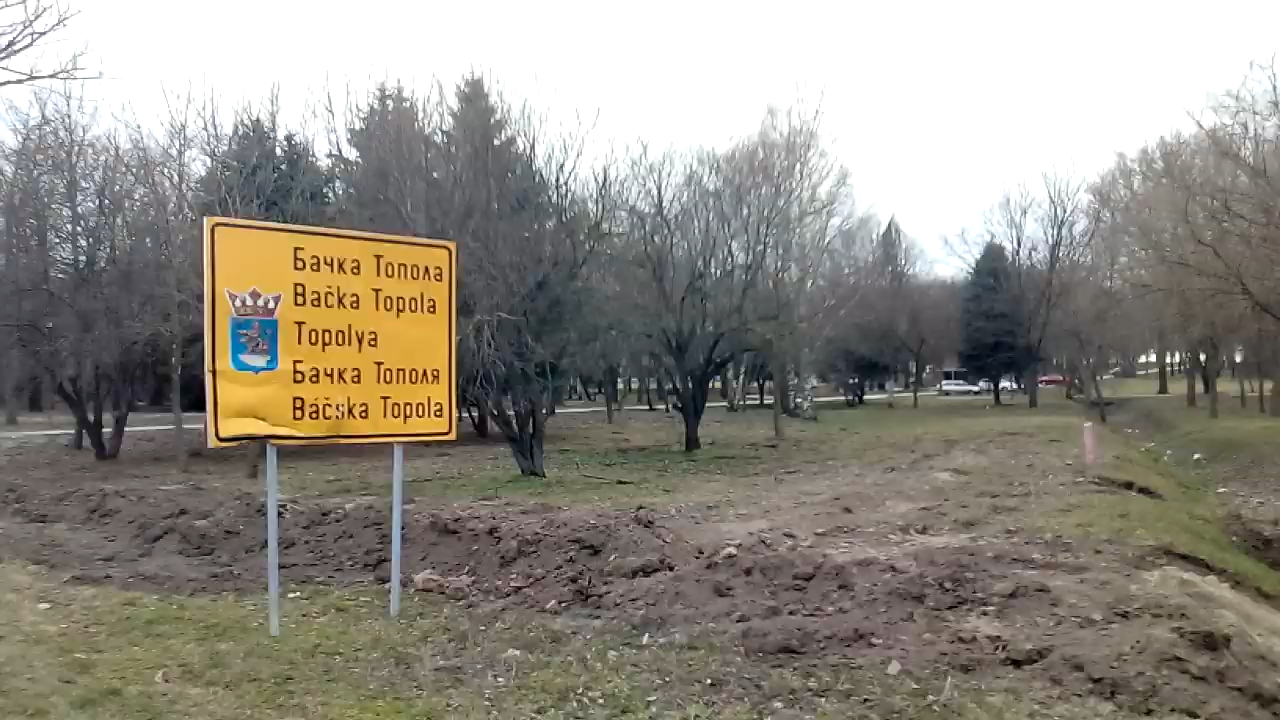 Бачка Топола
Bačka Topola
Topolya
Бачка Тополя
Báčska Topola